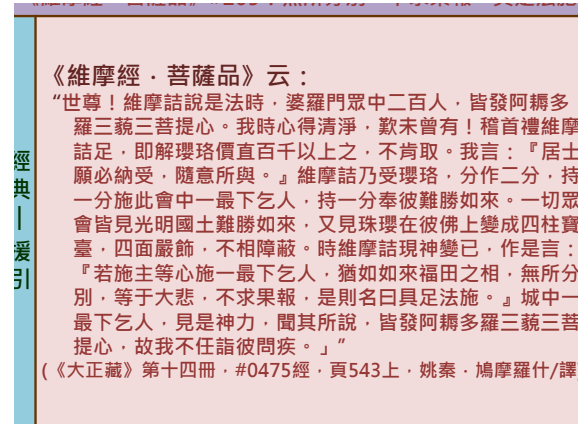 《維摩經．菩薩品》云：
“世尊！維摩詰說是法時，婆羅門眾中二百人，皆發阿耨多
羅三藐三菩提心。我時心得清淨，歎未曾有！稽首禮維摩
詰足，即解瓔珞價直百千以上之，不肯取。我言：『居士
願必納受，隨意所與。』維摩詰乃受瓔珞，分作二分，持
一分施此會中一最下乞人，持一分奉彼難勝如來。一切眾
會皆見光明國土難勝如來，又見珠瓔在彼佛上變成四柱寶
臺，四面嚴飾，不相障蔽。時維摩詰現神變已，作是言：
『若施主等心施一最下乞人，猶如如來福田之相，無所分
別，等于大悲，不求果報，是則名曰具足法施。』城中一
最下乞人，見是神力，聞其所說，皆發阿耨多羅三藐三菩
提心，故我不任詣彼問疾。」”
(《大正藏》第十四冊，#0475經，頁543上，姚秦．鳩摩羅什/譯)
經典｜援引